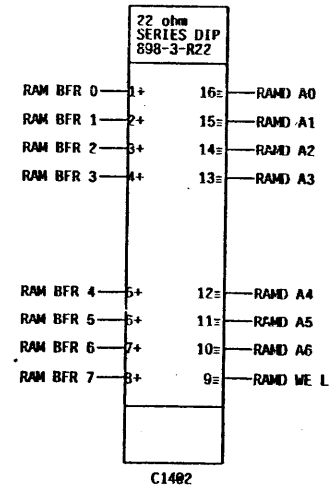 22 ohm
SERIES DIP
898-3-R22
RAM BFR 0 1+ 16= RAMD A0
RAM BFR 1 2+ 15= RAMD A1
RAM BFR 2 3+ 14= RAMD A2
RAM BFR 3 4+ 13= RAMD A3
RAM BFR 4 5+ 12= RAMD A4
RAM BFR 5 6+ 11= RAMD A5
RAM BFR 6 7+ 10= RAMD A6
RAM BFR 7 8+ 9= RAMD WE L
C1402